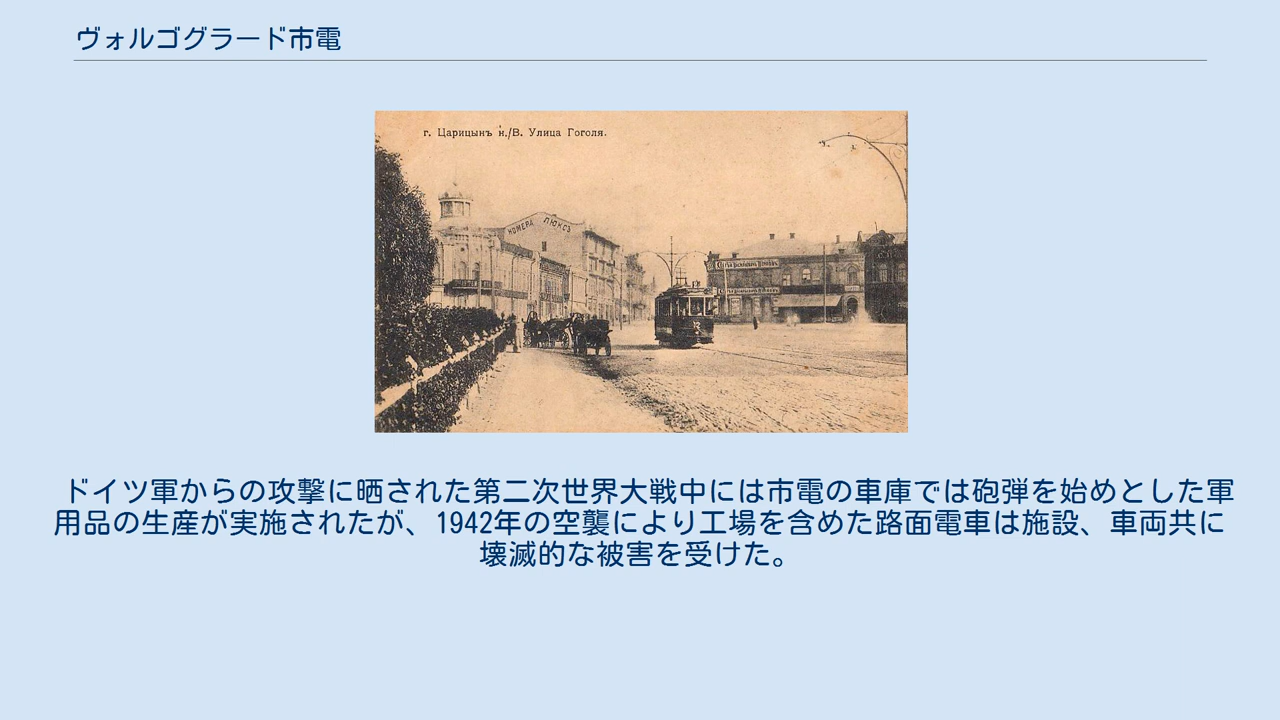 ヴォルゴグラード市電
г. Царицынъ н./В. Улица Гоголя.
НОМЕРА ЛЮКСЪ
ドイツ軍からの攻撃に晒された第二次世界大戦中には市電の車庫では砲弾を始めとした軍
用品の生産が実施されたが、1942年の空襲により工場を含めた路面電車は施設、車両共に
壊滅的な被害を受けた。